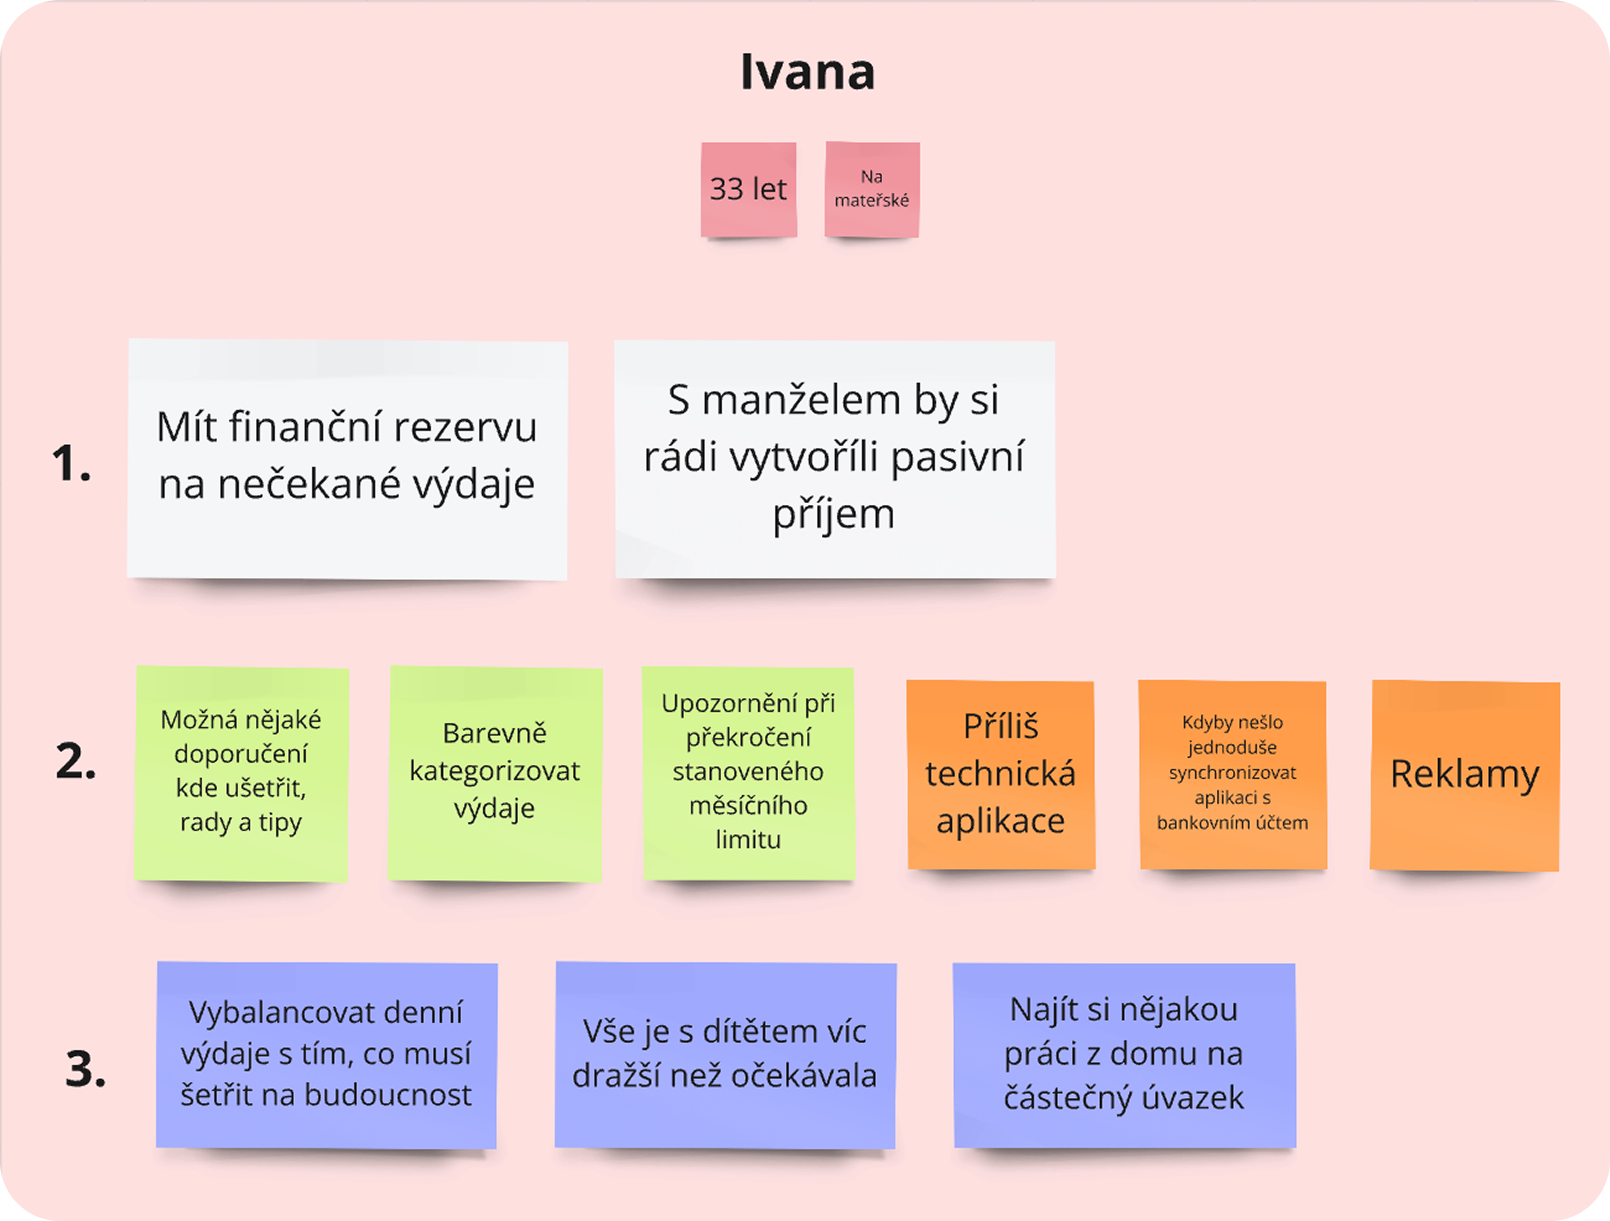 Ivana
33 let
Na
mateřské
1.
Mít finanční rezervu
na nečekané výdaje
S manželem by si
rádi vytvoříli pasivní
příjem
2.
Možná nějaké
doporučení
kde ušetřit,
rady a tipy
Barevně
kategorizovat
výdaje
Upozornění při
překročení
stanoveného
měsíčního
limitu
Příliš
technická
aplikace
Kdyby nešlo
jednoduše
synchronizovat
aplikaci s
bankovním účtem
Reklamy
3.
Vybalancovat denní
výdaje s tím, co musí
šetřit na budoucnost
Vše je s dítětem víc
dražší než očekávala
Najít si nějakou
práci z domu na
částečný úvazek